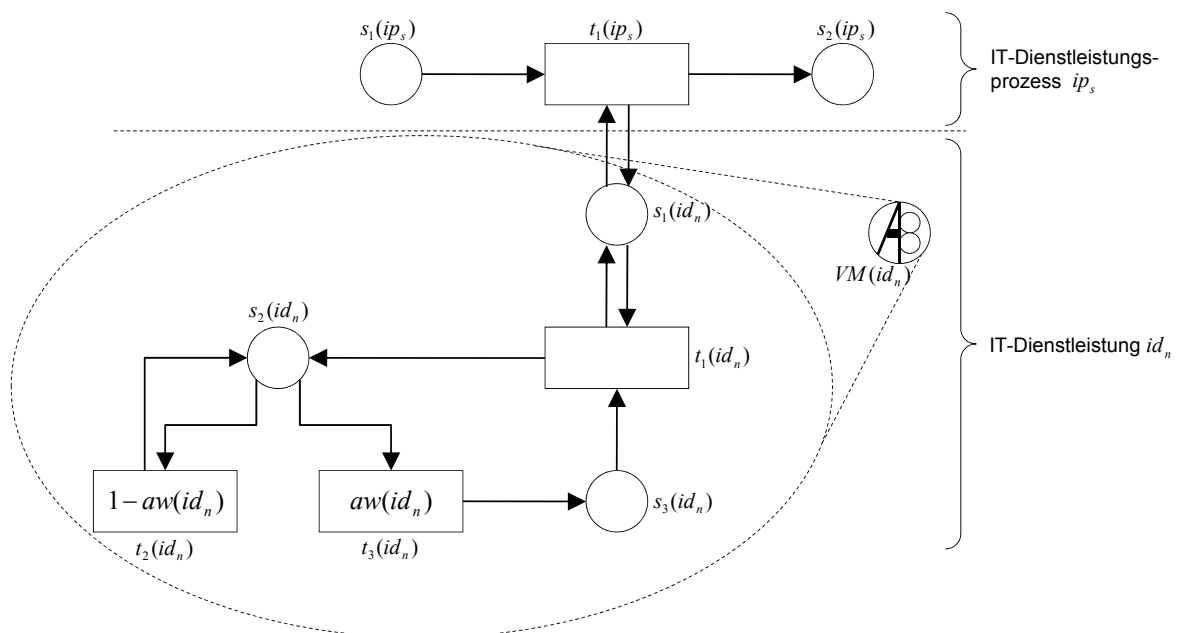 s₁(ipₛ)
t₁(ipₛ)
s₂(ipₛ)
IT-Dienstleistungs-
prozess ipₛ
s₁(idₙ)
VM(idₙ)
s₂(idₙ)
t₁(idₙ)
IT-Dienstleistung idₙ
1 − aw(idₙ)
aw(idₙ)
s₃(idₙ)
t₂(idₙ)
t₃(idₙ)